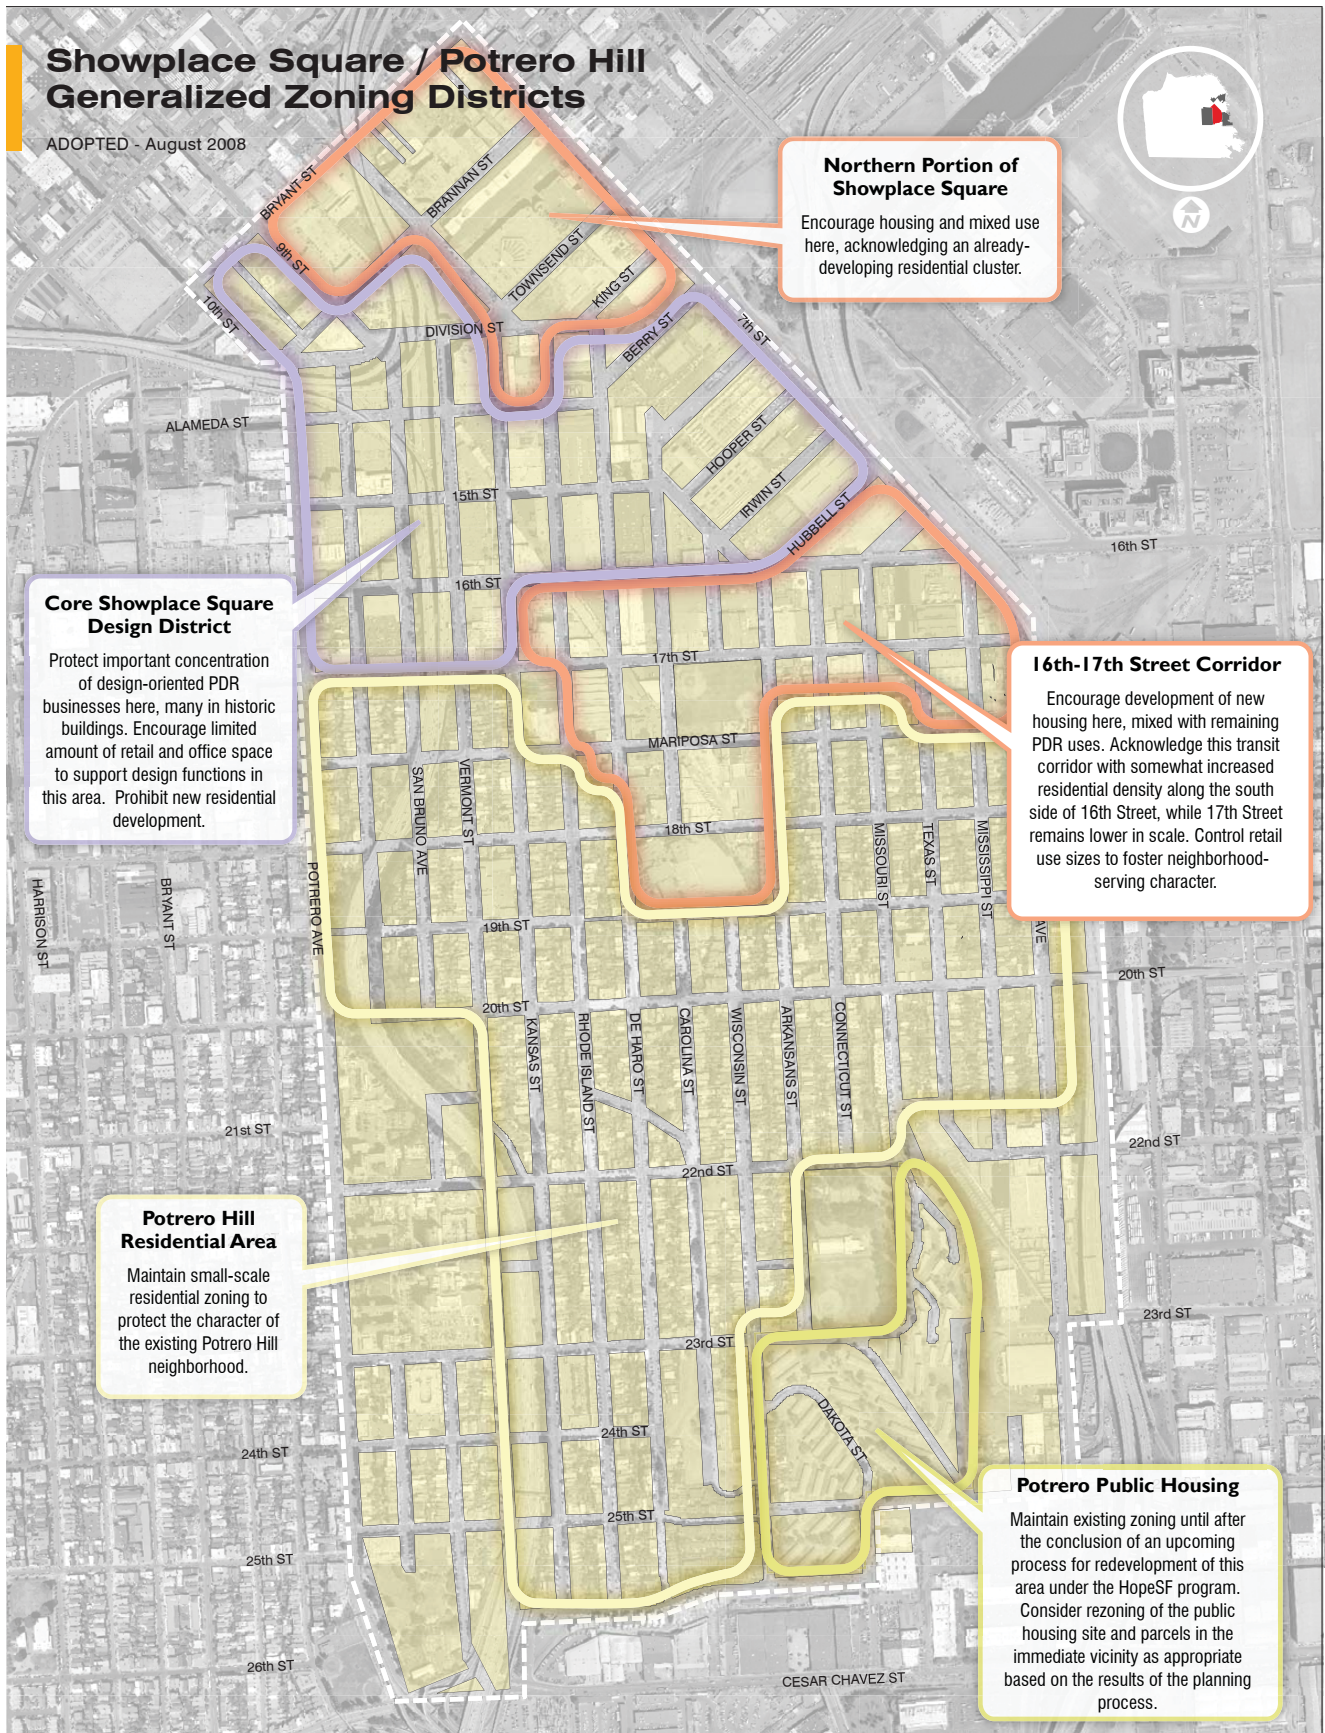 Showplace Square / Potrero Hill
Generalized Zoning Districts
ADOPTED - August 2008
N
Northern Portion of
Showplace Square
Encourage housing and mixed use
here, acknowledging an already-
developing residential cluster.
BRYANT ST
BRANNAN ST
9th ST
TOWNSEND ST
KING ST
10th ST
DIVISION ST
BERRY ST
7th ST
ALAMEDA ST
HOOPER ST
15th ST
IRWIN ST
HUBBELL ST
16th ST
16th ST
Core Showplace Square
Design District
Protect important concentration
of design-oriented PDR
businesses here, many in historic
buildings. Encourage limited
amount of retail and office space
to support design functions in
this area. Prohibit new residential
development.
17th ST
16th-17th Street Corridor
Encourage development of new
housing here, mixed with remaining
PDR uses. Acknowledge this transit
corridor with somewhat increased
residential density along the south
side of 16th Street, while 17th Street
remains lower in scale. Control retail
use sizes to foster neighborhood-
serving character.
MARIPOSA ST
SAN BRUNO AVE
VERMONT ST
18th ST
MISSOURI ST
TEXAS ST
MISSISSIPPI ST
AVE
POTRIERO AVE
HARRISON ST
BRYANT ST
19th ST
20th ST
20th ST
KANSAS ST
RHODE ISLAND ST
DE HARO ST
CAROLINA ST
WISCONSIN ST
ARKANSANS ST
CONNECTICUT ST
21st ST
22nd ST
22nd ST
Potrero Hill
Residential Area
Maintain small-scale
residential zoning to
protect the character of
the existing Potrero Hill
neighborhood.
23rd ST
23rd ST
DAKOTA ST
24th ST
24th ST
25th ST
25th ST
Potrero Public Housing
Maintain existing zoning until after
the conclusion of an upcoming
process for redevelopment of this
area under the HopeSF program.
Consider rezoning of the public
housing site and parcels in the
immediate vicinity as appropriate
based on the results of the planning
process.
26th ST
CESAR CHAVEZ ST